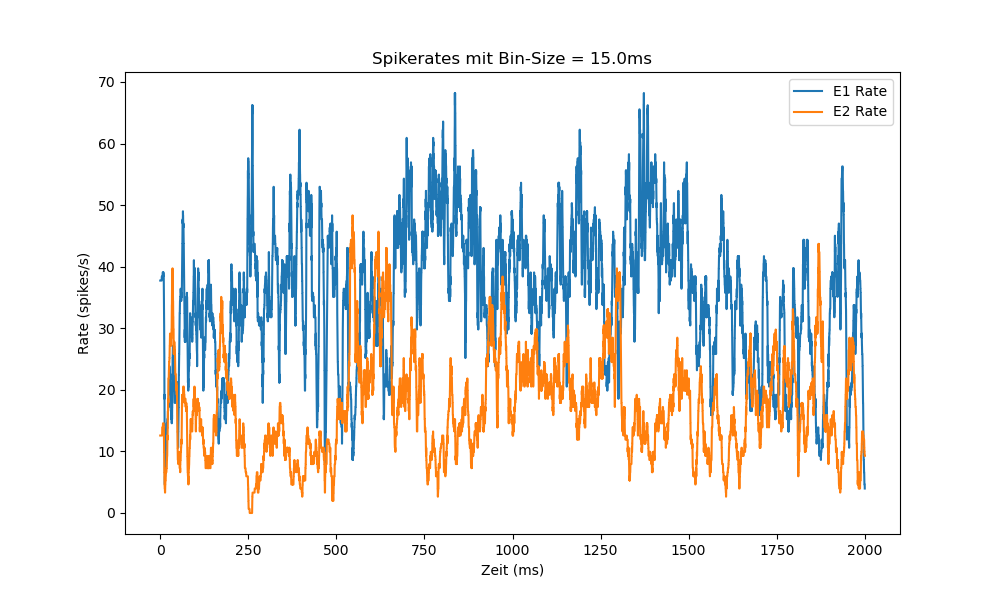 Spikerates mit Bin-Size = 15.0ms
E1 Rate
E2 Rate
70
60
50
40
30
20
10
0
Rate (spikes/s)
0 250 500 750 1000 1250 1500 1750 2000
Zeit (ms)